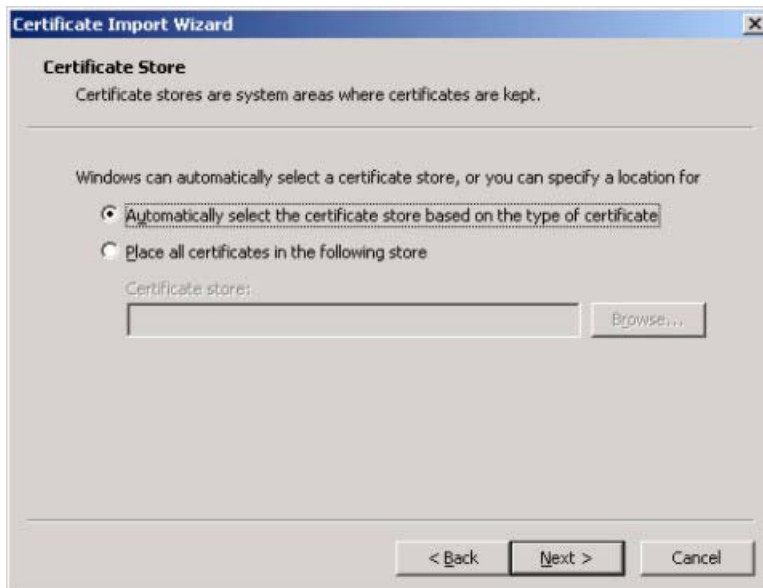 Certificate Import Wizard
Certificate Store
Certificate stores are system areas where certificates are kept.
Windows can automatically select a certificate store, or you can specify a location for
Automatically select the certificate store based on the type of certificate
Place all certificates in the following store
Certificate store:
Browse...
< Back Next > Cancel